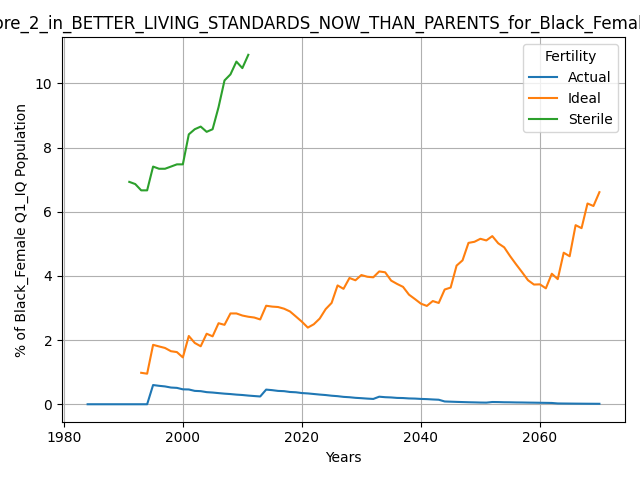 ore_2_in_BETTER_LIVING_STANDARDS_NOW_THAN_PARENTS_for_Black_Femal
% of Black_Female Q1_IQ Population
10
8
6
4
2
0
Fertility
Actual
Ideal
Sterile
1980
2000
2020
2040
2060
Years